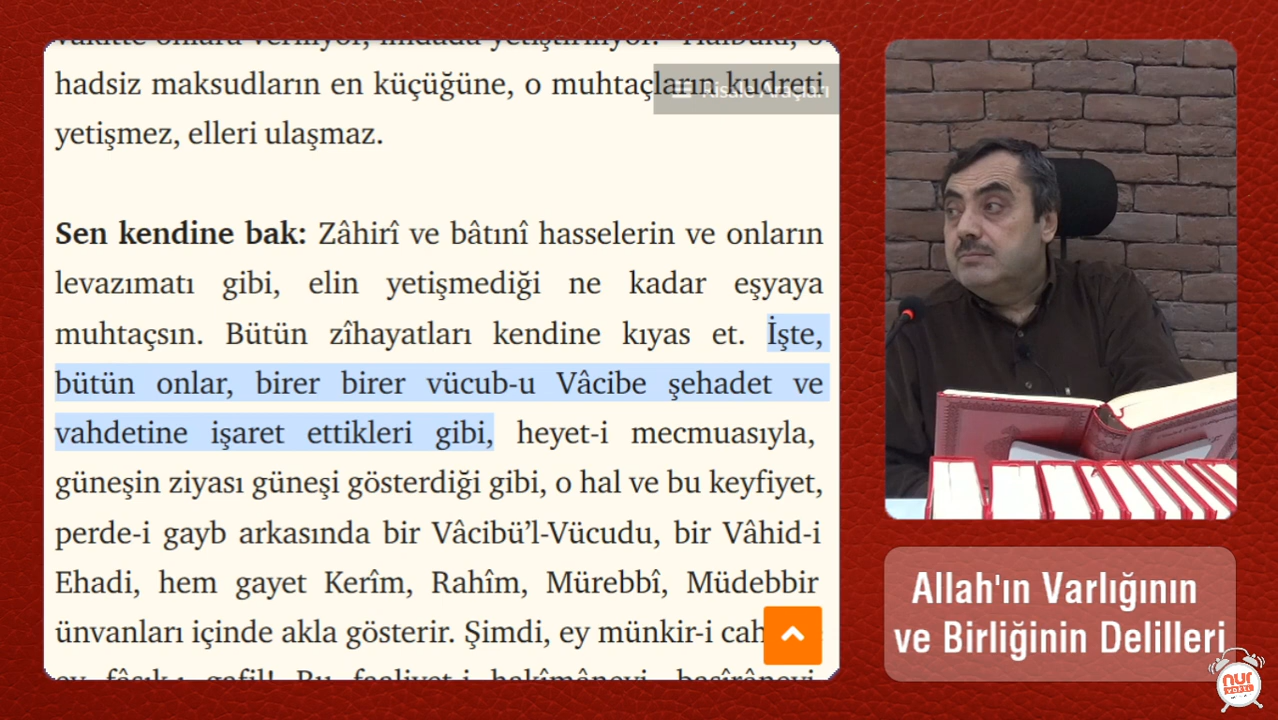 hadsiz maksudların en küçüğüne, o muhtaçların kudreti
Risale Araçları
yetişmez, elleri ulaşmaz.
Sen kendine bak: Zâhirî ve bâtınî hasselerin ve onların
levazımatı gibi, elin yetişmediği ne kadar eşyaya
muhtaçsın. Bütün zîhayatları kendine kıyas et. İşte,
bütün onlar, birer birer vücub-u Vâcibe şehadet ve
vahdetine işaret ettikleri gibi, heyet-i mecmuasıyla,
güneşin ziyası güneşi gösterdiği gibi, o hal ve bu keyfiyet,
perde-i gayb arkasında bir Vâcibü'l-Vücudu, bir Vâhid-i
Ehadi, hem gayet Kerîm, Rahîm, Mürebbî, Müdebbir
ünvanları içinde akla gösterir. Şimdi, ey münkir-i cah
Allah'ın Varlığının
ve Birliğinin Delilleri
nur